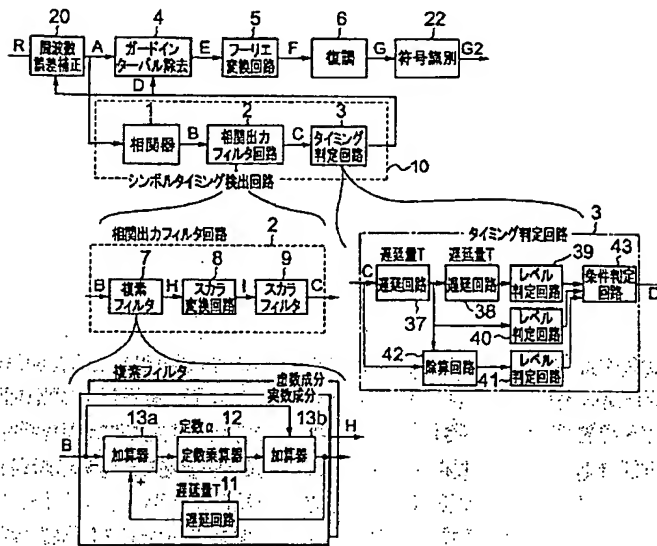 20 4 5 6 22
R 周波数誤差補正 A ガードインターバル除去 E フーリエ変換回路 F 復調 G 符号識別 G2
D
1 2 3
相関器 B 相関出力フィルタ回路 C タイミング判定回路
10
シンボルタイミング検出回路
相関出力フィルタ回路 2
7 8 9
B 複素フィルタ H スカラ変換回路 I スカラフィルタ C
タイミング判定回路 3
遅延量T 遅延量T 39 43
C 遅延回路 遅延回路 レベル判定回路 条件判定回路 D
37 38
40 レベル判定回路
42 除算回路 41 レベル判定回路
複素フィルタ
虚数成分
実数成分
13a 定数α 12 13b H
B − 加算器 定数乗算器 加算器
+
遅延量T 11
遅延回路